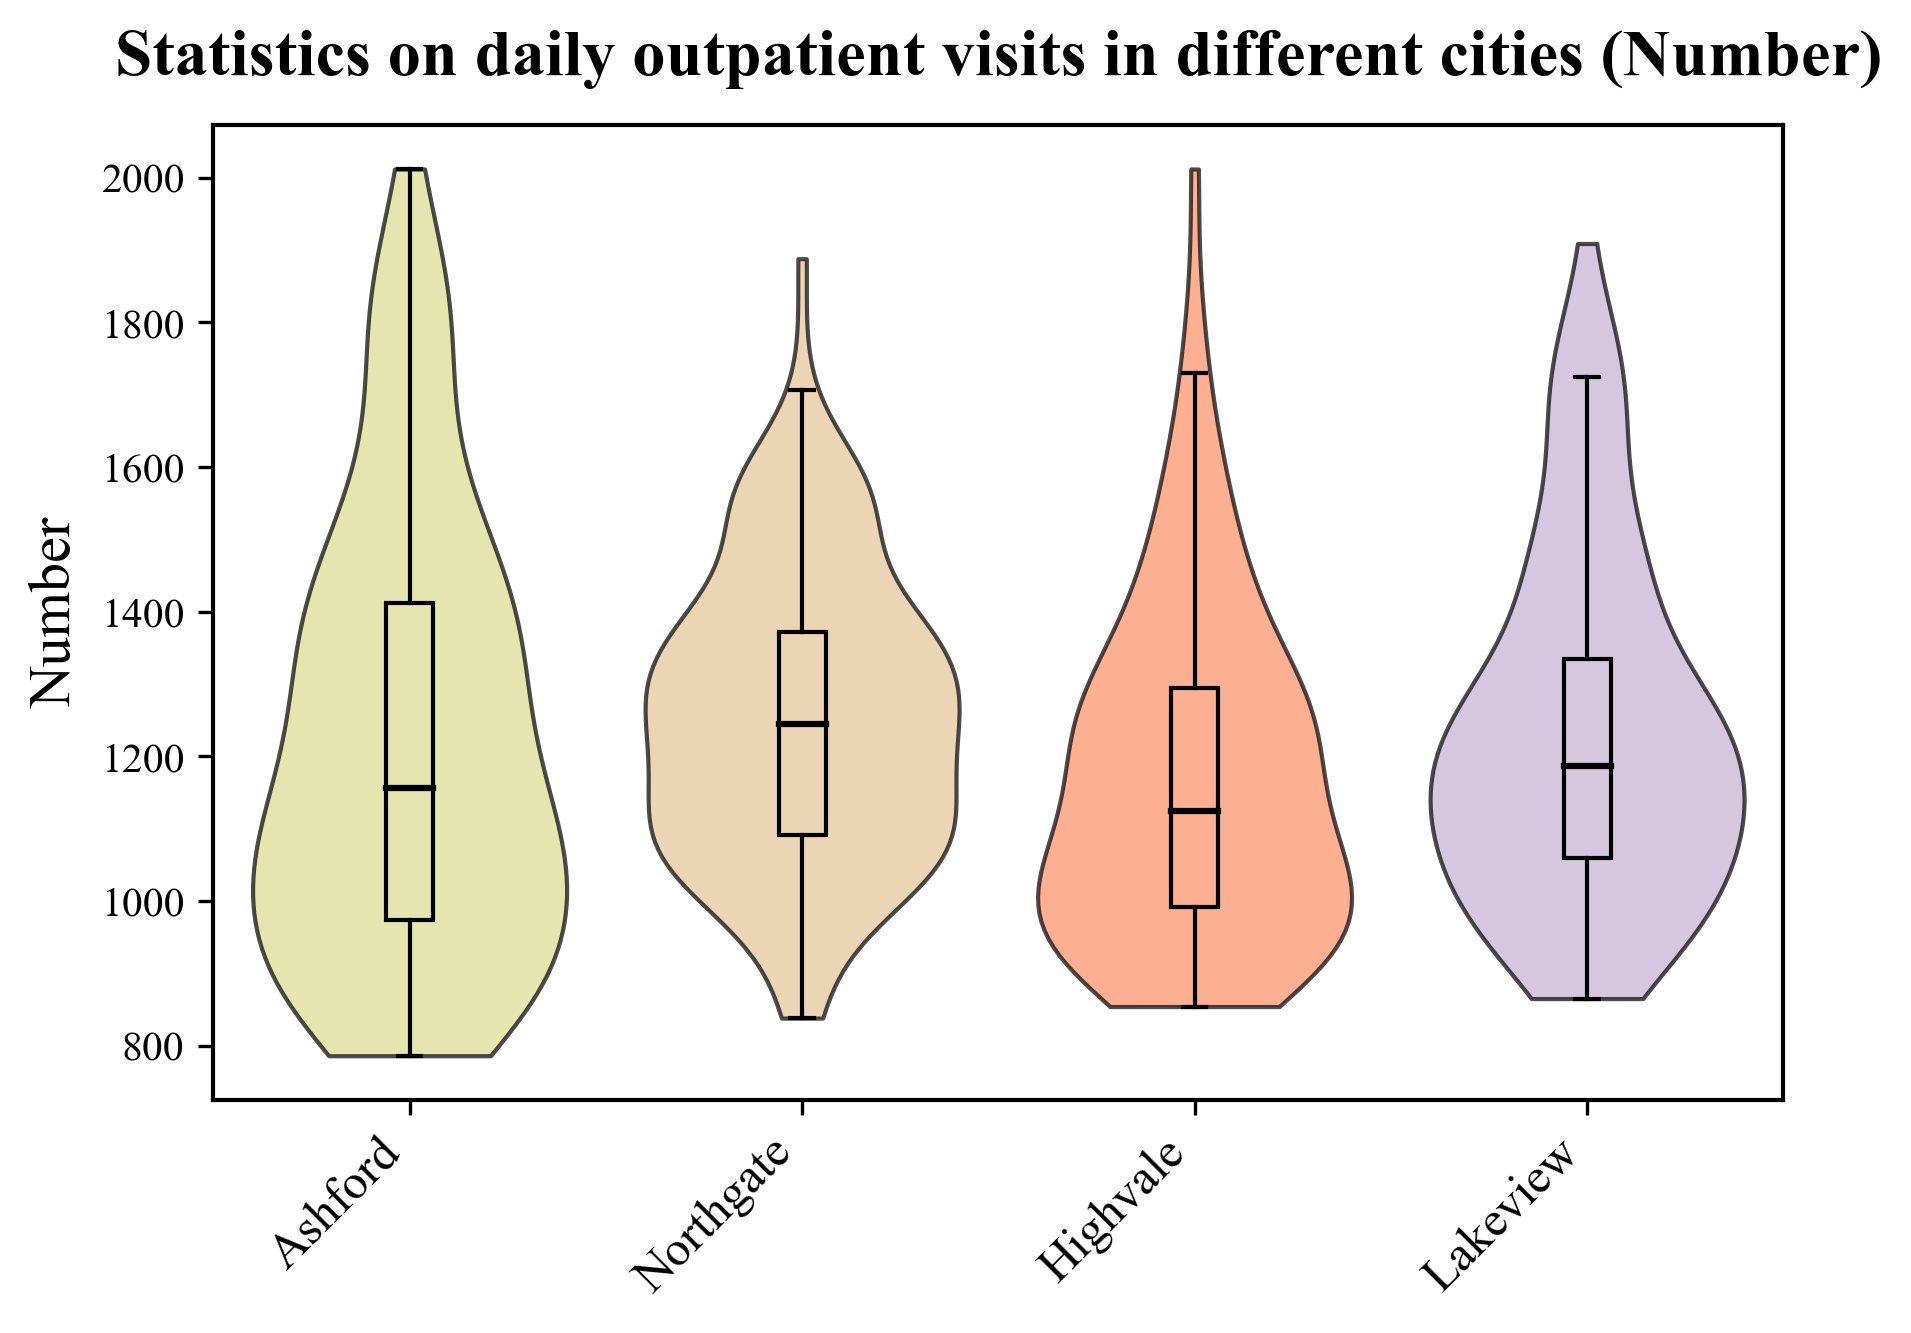 Statistics on daily outpatient visits in different cities (Number)
Number
2000
1800
1600
1400
1200
1000
800
Ashford
Northgate
Highvale
Lakeview